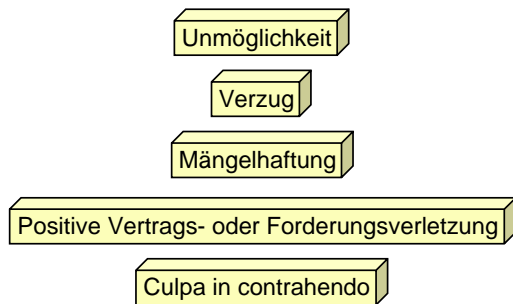 Unmöglichkeit
Verzug
Mängelhaftung
Positive Vertrags- oder Forderungsverletzung
Culpa in contrahendo